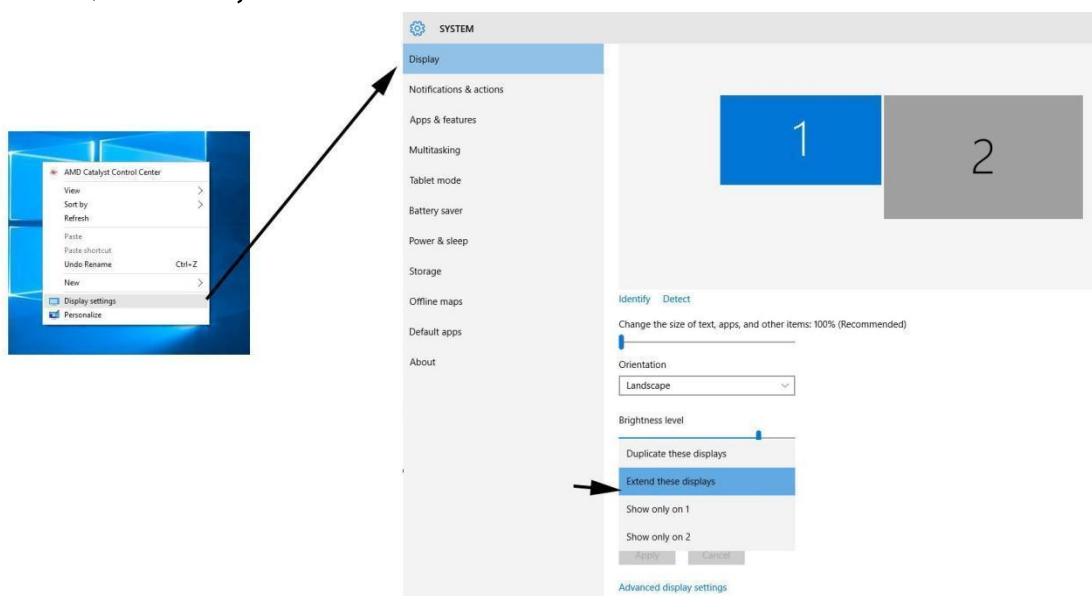 AMD Catalyst Control Center
View
Sort by
Refresh
Paste
Paste shortcut
Undo Rename Ctrl+Z
New
Display settings
Personalize
SYSTEM
Display
Notifications & actions
Apps & features
Multitasking
Tablet mode
Battery saver
Power & sleep
Storage
Offline maps
Default apps
About
1
2
Identify Detect
Change the size of text, apps, and other items: 100% (Recommended)
Orientation
Landscape
Brightness level
Duplicate these displays
Extend these displays
Show only on 1
Show only on 2
Apply Cancel
Advanced display settings